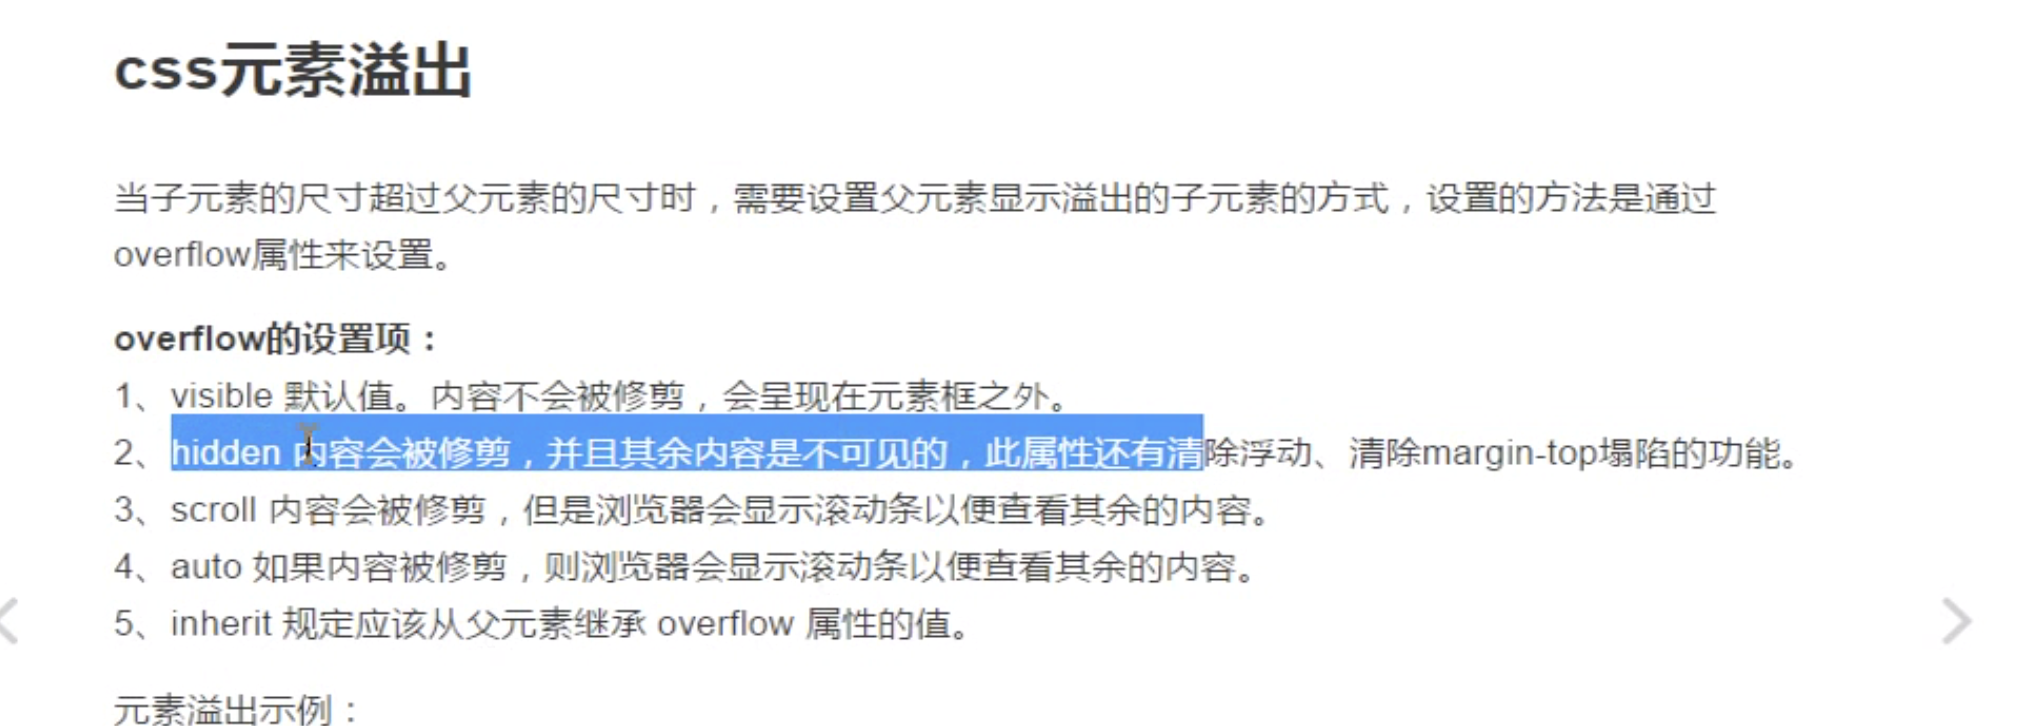 css元素溢出
当子元素的尺寸超过父元素的尺寸时，需要设置父元素显示溢出的子元素的方式，设置的方法是通过
overflow属性来设置。
overflow的设置项：
1、visible 默认值。内容不会被修剪，会呈现在元素框之外。
2、hidden 内容会被修剪，并且其余内容是不可见的，此属性还有清除浮动、清除margin-top塌陷的功能。
3、scroll 内容会被修剪，但是浏览器会显示滚动条以便查看其余的内容。
4、auto 如果内容被修剪，则浏览器会显示滚动条以便查看其余的内容。
5、inherit 规定应该从父元素继承 overflow 属性的值。
元素溢出示例：